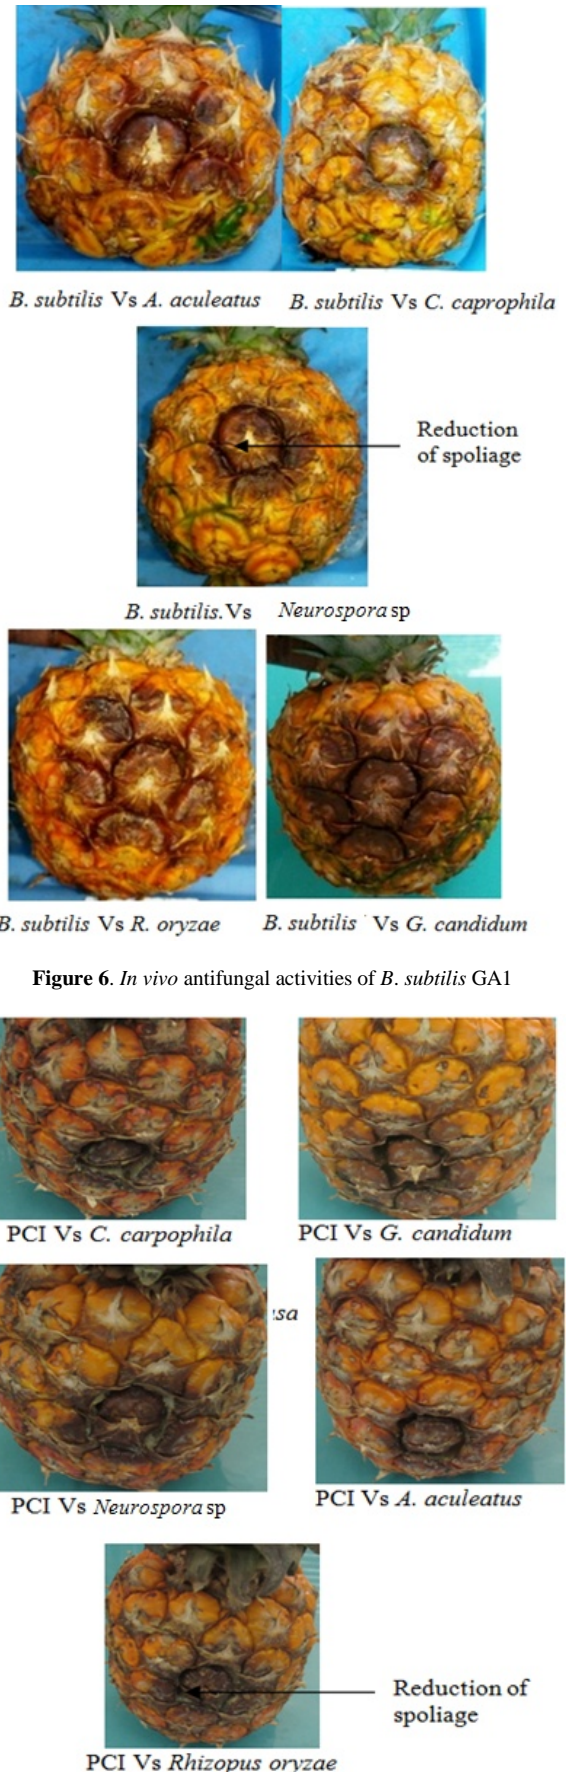 B. subtilis Vs A. aculeatus
B. subtilis Vs C. caprophila
Reduction
of spoliage
B. subtilis. Vs Neurospora sp
B. subtilis Vs R. oryzae
B. subtilis Vs G. candidum
Figure 6. In vivo antifungal activities of B. subtilis GA1
PCI Vs C. carpophila
PCI Vs G. candidum
ısa
PCI Vs Neurospora sp
PCI Vs A. aculeatus
Reduction of
spoliage
PCI Vs Rhizopus oryzae